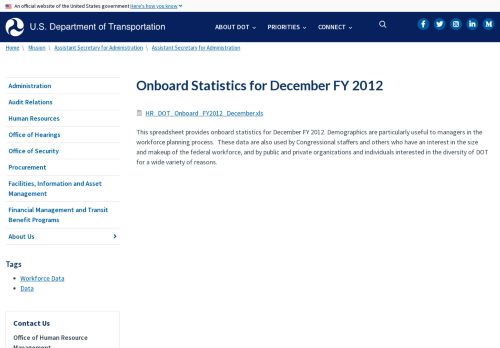 An official website of the United States government Here's how you know
U.S. Department of Transportation
ABOUT DOT
PRIORITIES
CONNECT
Home \ Mission \ Assistant Secretary for Administration \ Assistant Secretary for Administration
Administration
Audit Relations
Human Resources
Office of Hearings
Office of Security
Procurement
Facilities, Information and Asset
Management
Financial Management and Transit
Benefit Programs
About Us
Tags
Workforce Data
Data
Contact Us
Office of Human Resource
Management
Onboard Statistics for December FY 2012
HR_DOT_Onboard_FY2012_December.xls
This spreadsheet provides onboard statistics for December FY 2012. Demographics are particularly useful to managers in the
workforce planning process. These data are also used by Congressional staffers and others who have an interest in the size
and makeup of the federal workforce, and by public and private organizations and individuals interested in the diversity of DOT
for a wide variety of reasons.